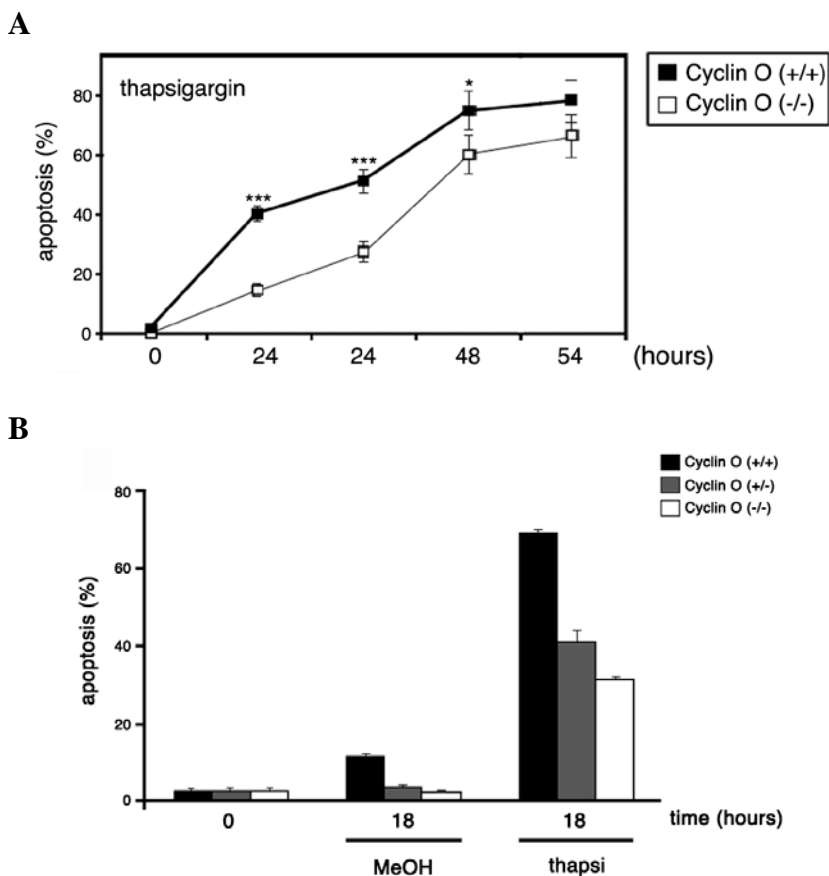 A
thapsigargin
Cyclin O (+/+)
Cyclin O (-/-)
apoptosis (%)
80
60
40
20
0
***
***
*
0 24 24 48 54 (hours)
B
Cyclin O (+/+)
Cyclin O (+/-)
Cyclin O (-/-)
apoptosis (%)
80
60
40
20
0
0 18 18 time (hours)
MeOH thapsi